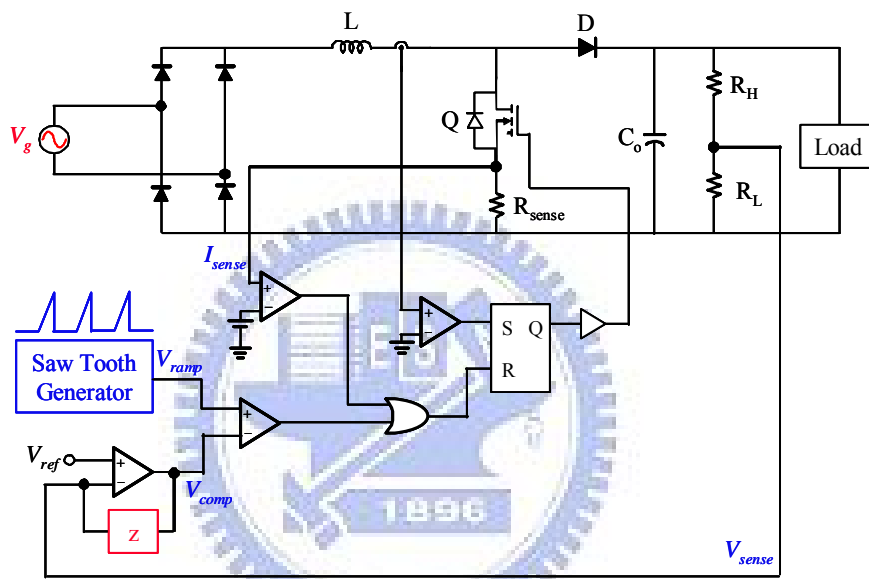 L
D
V_g
Q
R_H
C_o
Load
R_sense
R_L
I_sense
+
−
+
−
S Q
R
Saw Tooth
Generator
V_ramp
+
−
V_ref
+
−
V_comp
z
1896
V_sense